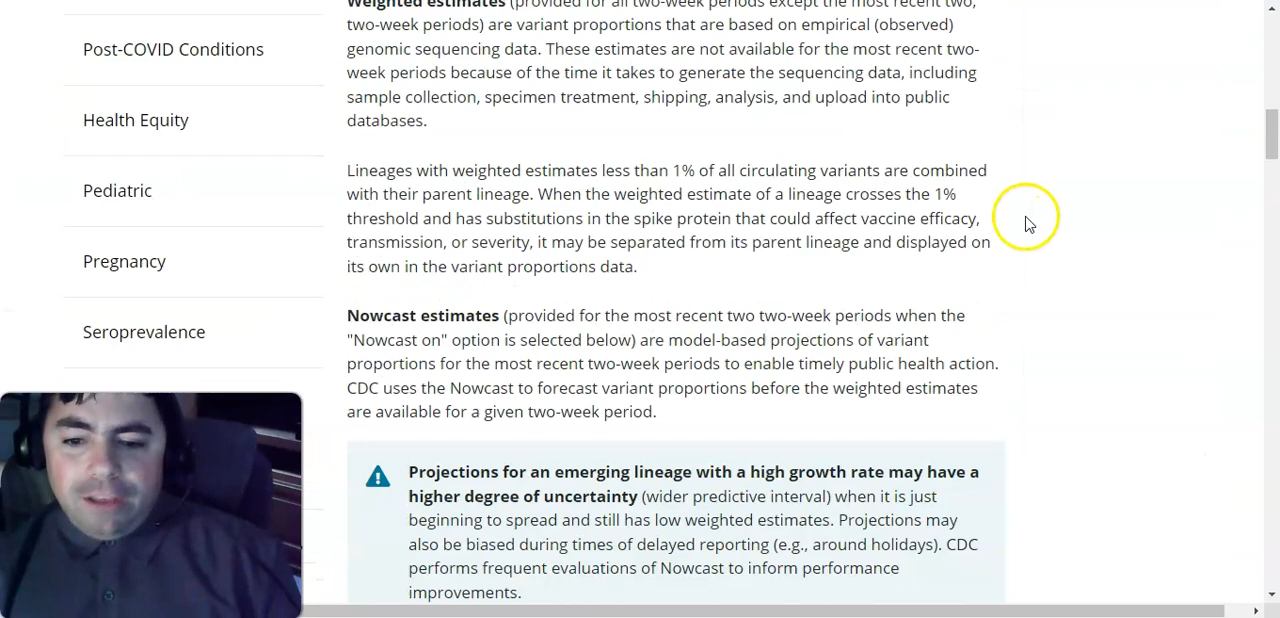 Post-COVID Conditions
Health Equity
Pediatric
Pregnancy
Seroprevalence
Weighted estimates (provided for all two-week periods except the most recent two,
two-week periods) are variant proportions that are based on empirical (observed)
genomic sequencing data. These estimates are not available for the most recent two-
week periods because of the time it takes to generate the sequencing data, including
sample collection, specimen treatment, shipping, analysis, and upload into public
databases.
Lineages with weighted estimates less than 1% of all circulating variants are combined
with their parent lineage. When the weighted estimate of a lineage crosses the 1%
threshold and has substitutions in the spike protein that could affect vaccine efficacy,
transmission, or severity, it may be separated from its parent lineage and displayed on
its own in the variant proportions data.
Nowcast estimates (provided for the most recent two two-week periods when the
"Nowcast on" option is selected below) are model-based projections of variant
proportions for the most recent two-week periods to enable timely public health action.
CDC uses the Nowcast to forecast variant proportions before the weighted estimates
are available for a given two-week period.
Projections for an emerging lineage with a high growth rate may have a
higher degree of uncertainty (wider predictive interval) when it is just
beginning to spread and still has low weighted estimates. Projections may
also be biased during times of delayed reporting (e.g., around holidays). CDC
performs frequent evaluations of Nowcast to inform performance
improvements.